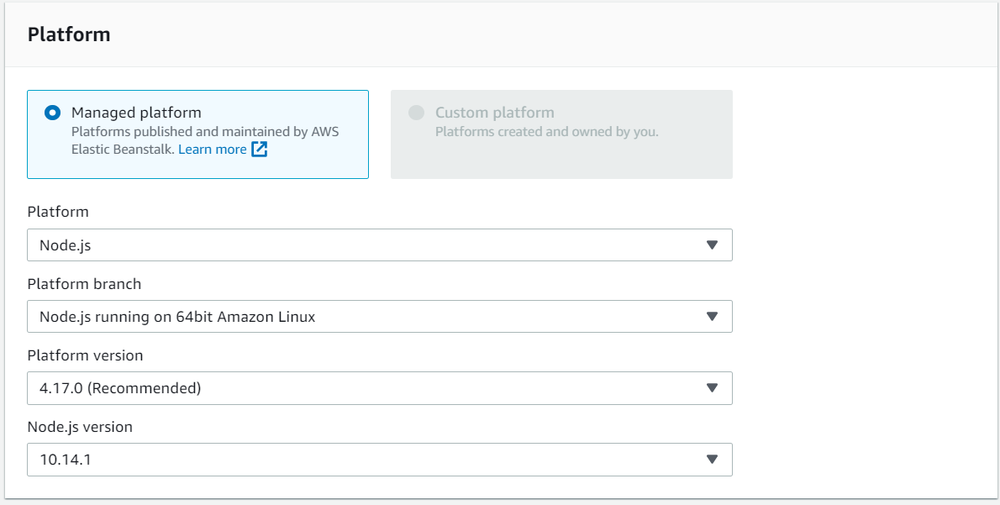 Platform
Managed platform
Platforms published and maintained by AWS
Elastic Beanstalk. Learn more
Custom platform
Platforms created and owned by you.
Platform
Node.js
Platform branch
Node.js running on 64bit Amazon Linux
Platform version
4.17.0 (Recommended)
Node.js version
10.14.1